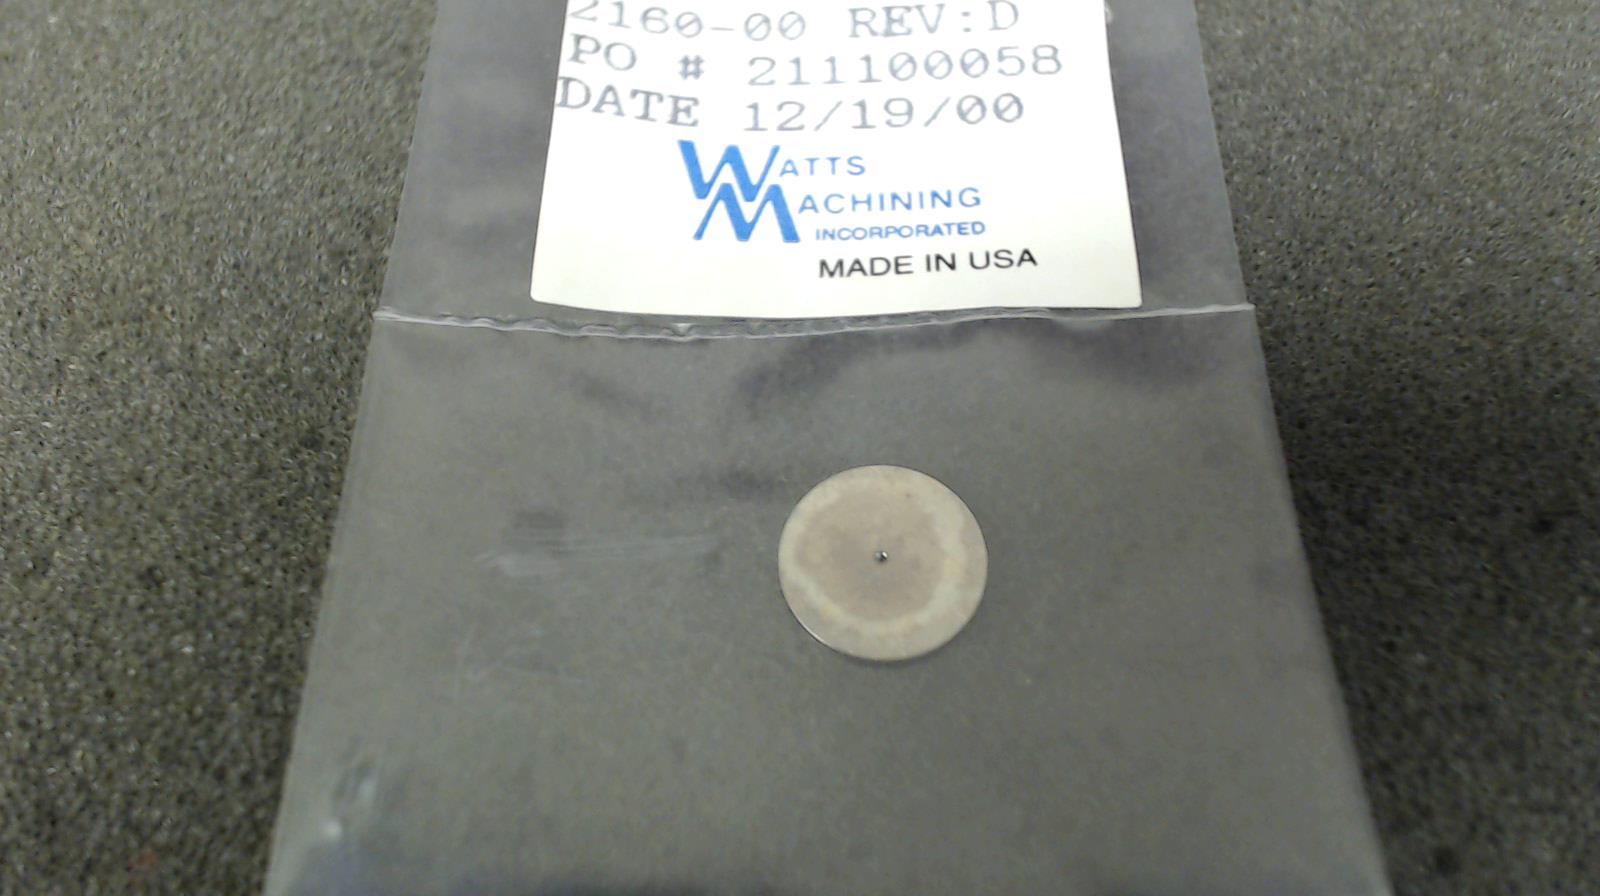 2160-00 REV:D
PO # 211100058
DATE 12/19/00
WATTS
MACHINING
INCORPORATED
MADE IN USA